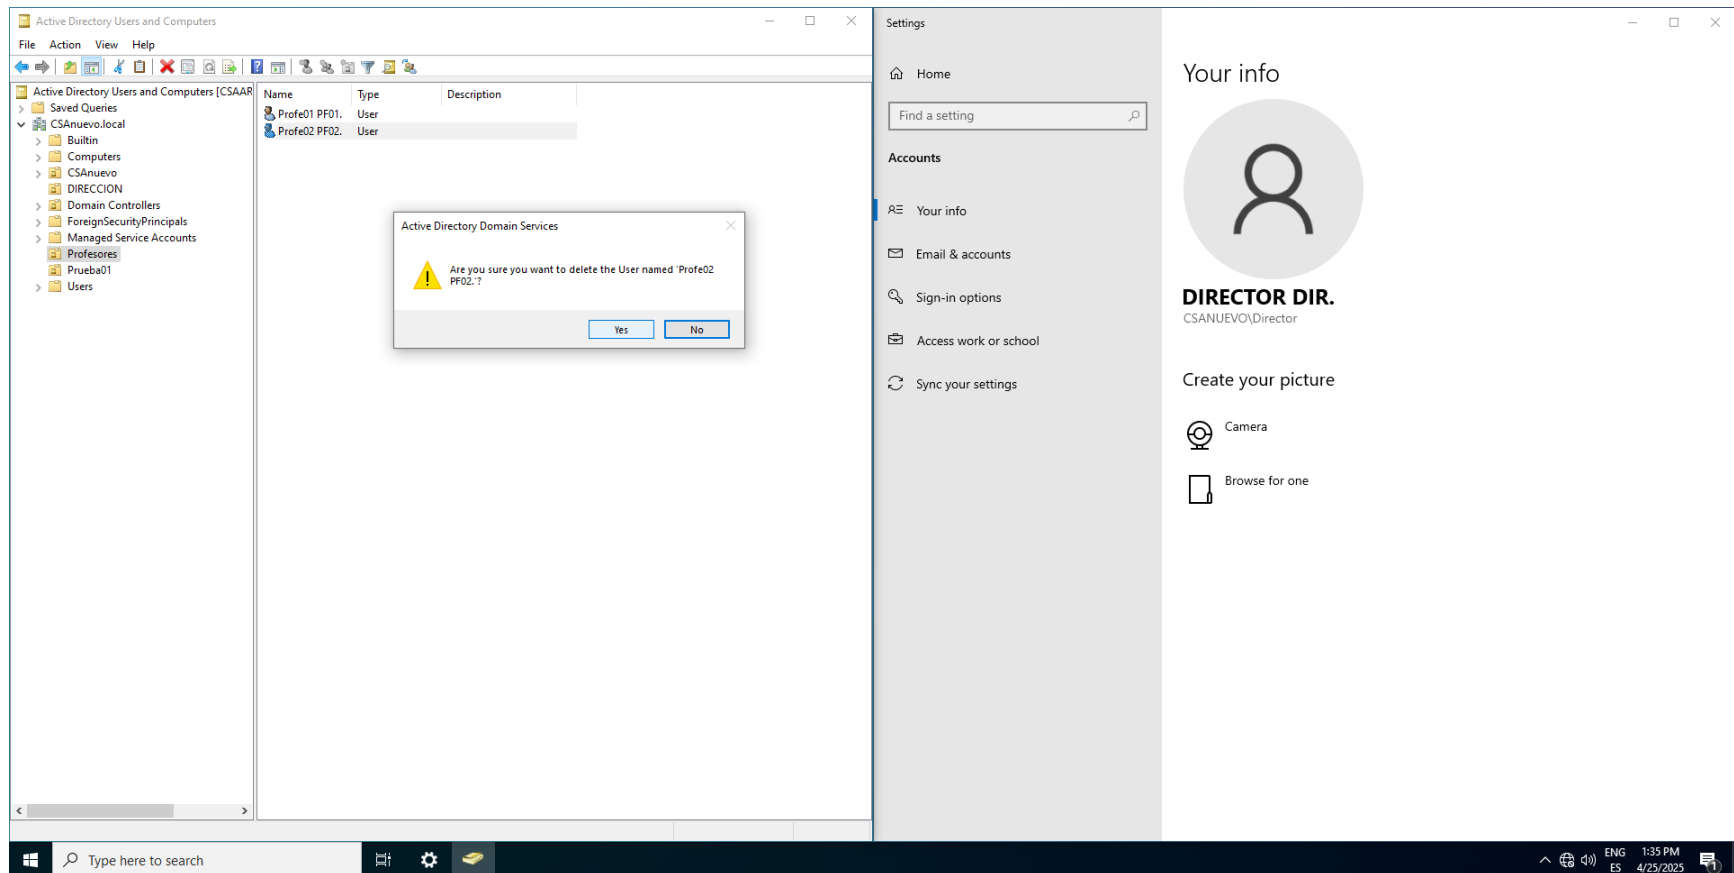 Active Directory Users and Computers
File Action View Help
Active Directory Users and Computers [CSAAR
Saved Queries
CSAnuevo.local
Builtin
Computers
CSAnuevo
DIRECCION
Domain Controllers
ForeignSecurityPrincipals
Managed Service Accounts
Profesores
Prueba01
Users
Name Type Description
Profe01 PF01. User
Profe02 PF02. User
Active Directory Domain Services
Are you sure you want to delete the User named 'Profe02
PF02.'?
Yes No
Settings
Home
Find a setting
Accounts
Your info
Email & accounts
Sign-in options
Access work or school
Sync your settings
Your info
DIRECTOR DIR.
CSANUEVO\Director
Create your picture
Camera
Browse for one
Type here to search
ENG
ES
1:35 PM
4/25/2025
1